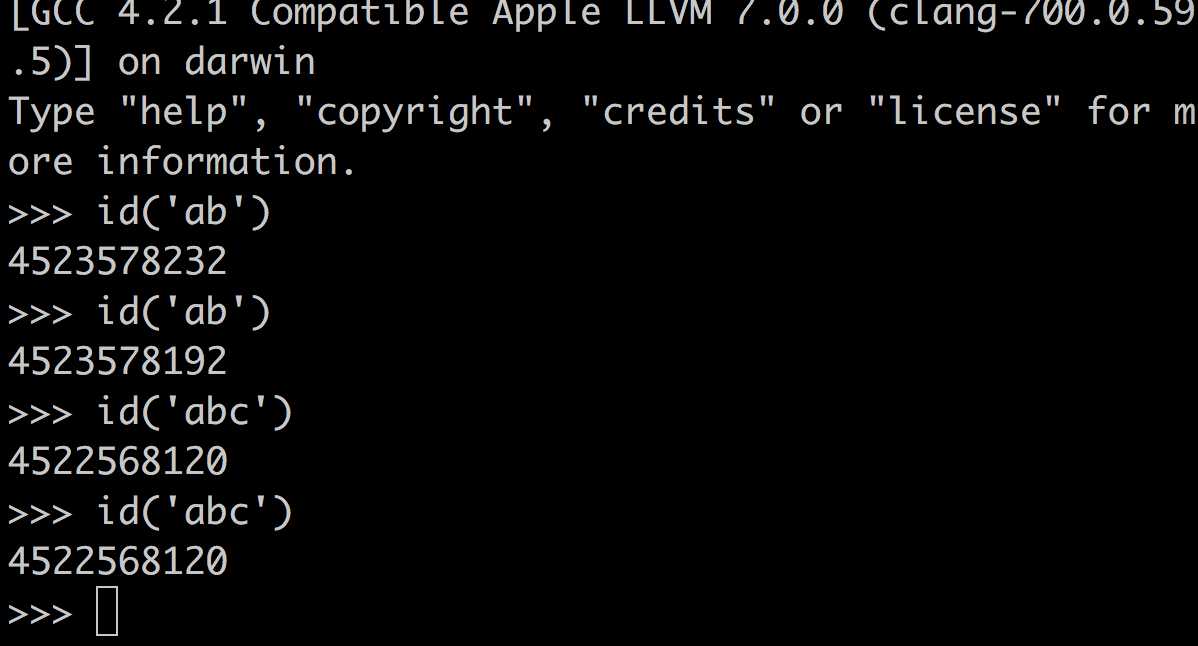 [GCC 4.2.1 Compatible Apple LLVM 7.0.0 (clang-700.0.59
.5)] on darwin
Type "help", "copyright", "credits" or "license" for m
ore information.
>>> id('ab')
4523578232
>>> id('ab')
4523578192
>>> id('abc')
4522568120
>>> id('abc')
4522568120
>>>